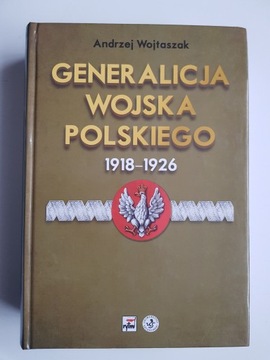 Andrzej Wojtaszak
GENERALICJA
WOJSKA
POLSKIEGO
1918–1926